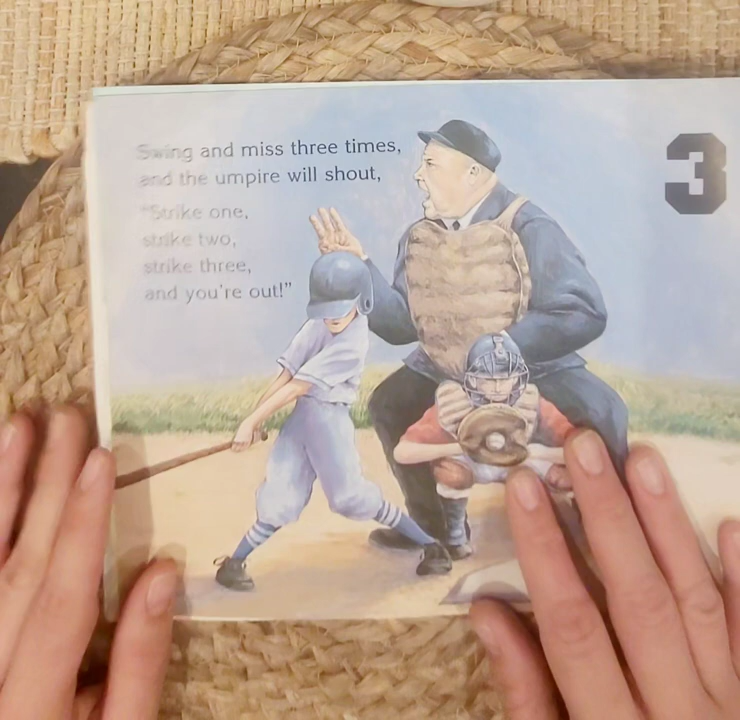 Swing and miss three times,
and the umpire will shout,
"Strike one,
strike two,
strike three,
and you're out!"
3